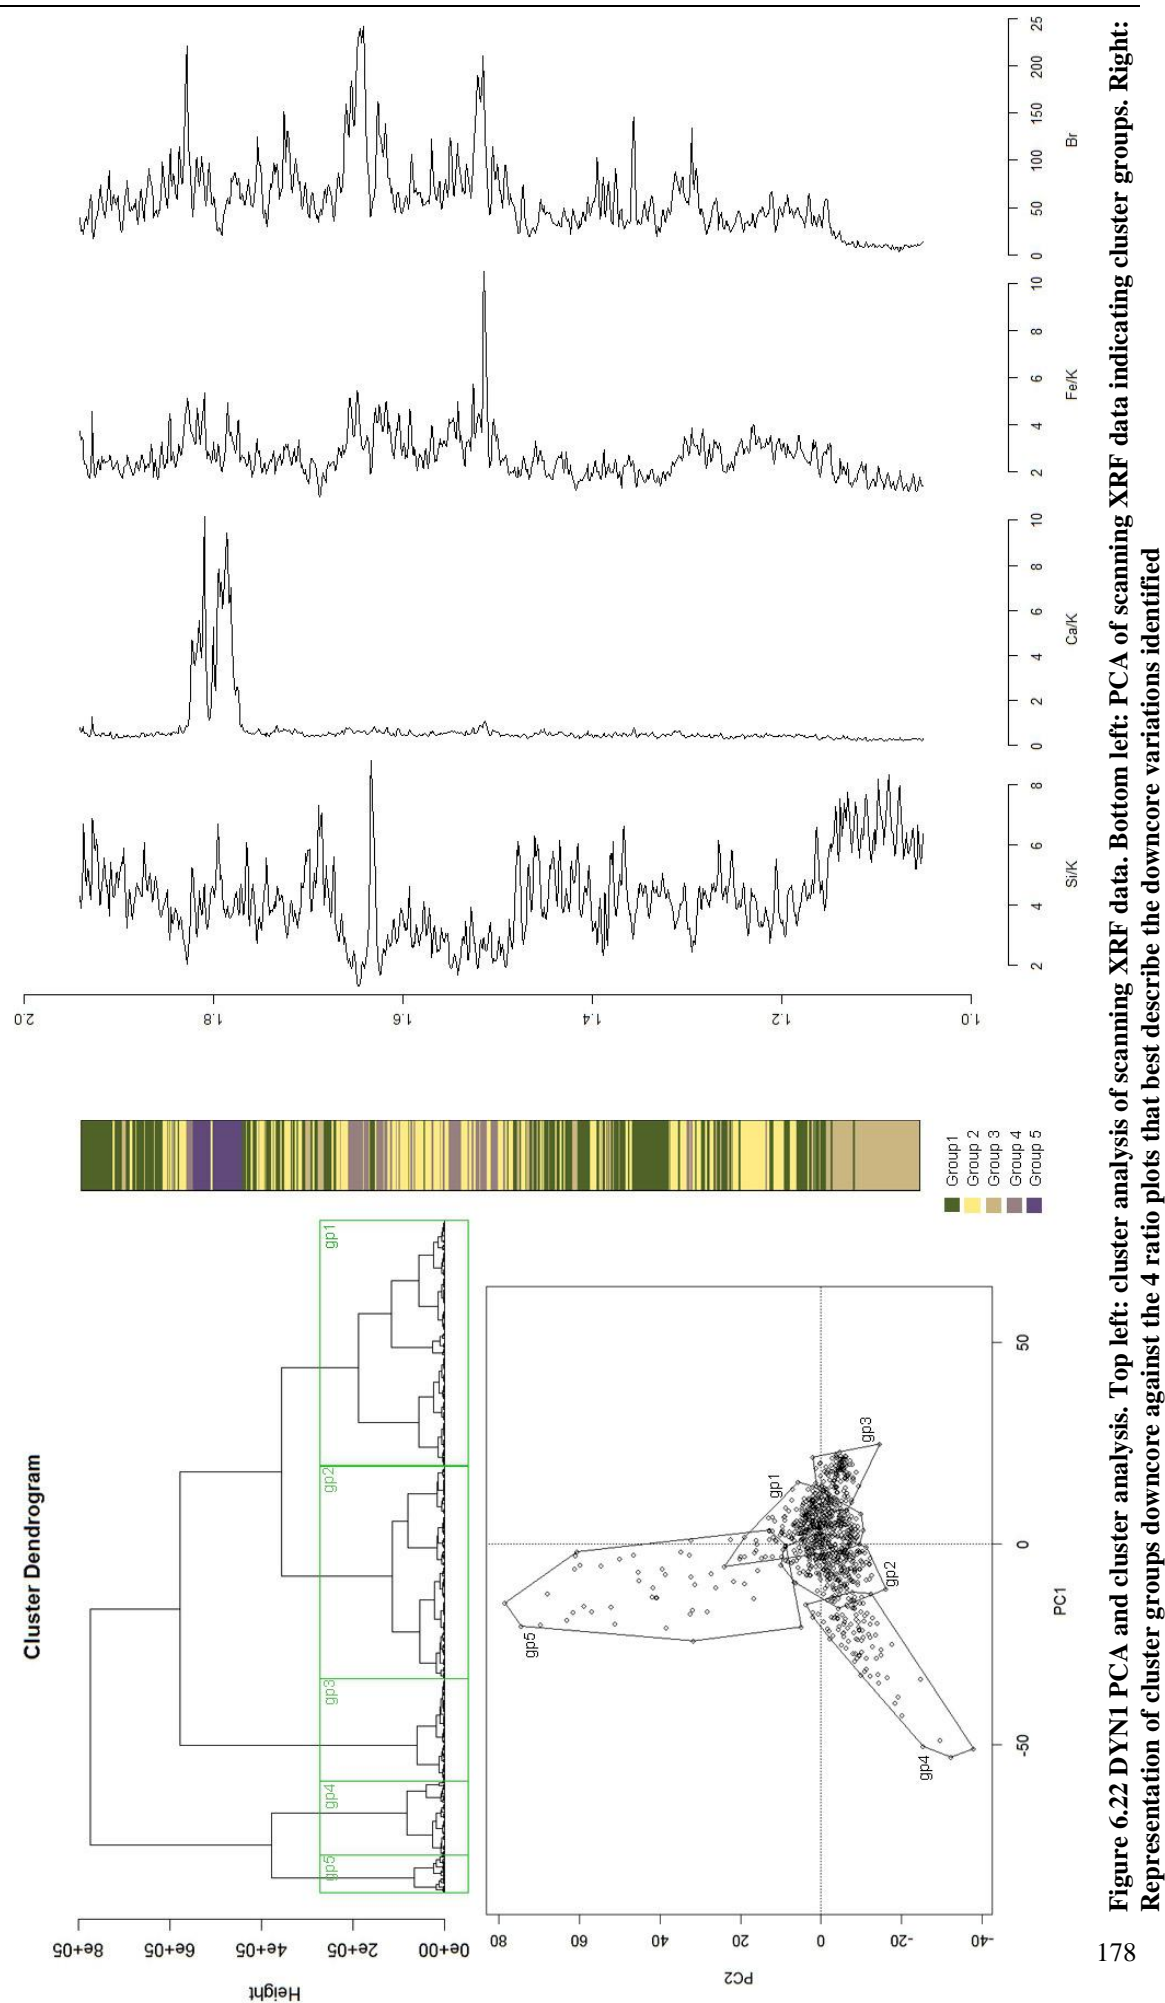 Cluster Dendrogram
Height
8e+05
6e+05
4e+05
2e+05
0e+00
gp5
gp4
gp3
gp2
gp1
PC2
80
60
40
20
0
-20
-40
gp5
gp4
gp2
gp1
gp3
-50
0
50
PC1
Group1
Group 2
Group 3
Group 4
Group 5
2.0
1.8
1.6
1.4
1.2
1.0
2
4
6
8
Si/K
0
2
4
6
8
10
Ca/K
2
4
6
8
10
Fe/K
0
50
100
150
200
25
Br
Figure 6.22 DYN1 PCA and cluster analysis. Top left: cluster analysis of scanning XRF data. Bottom left: PCA of scanning XRF data indicating cluster groups. Right:
Representation of cluster groups downcore against the 4 ratio plots that best describe the downcore variations identified
178